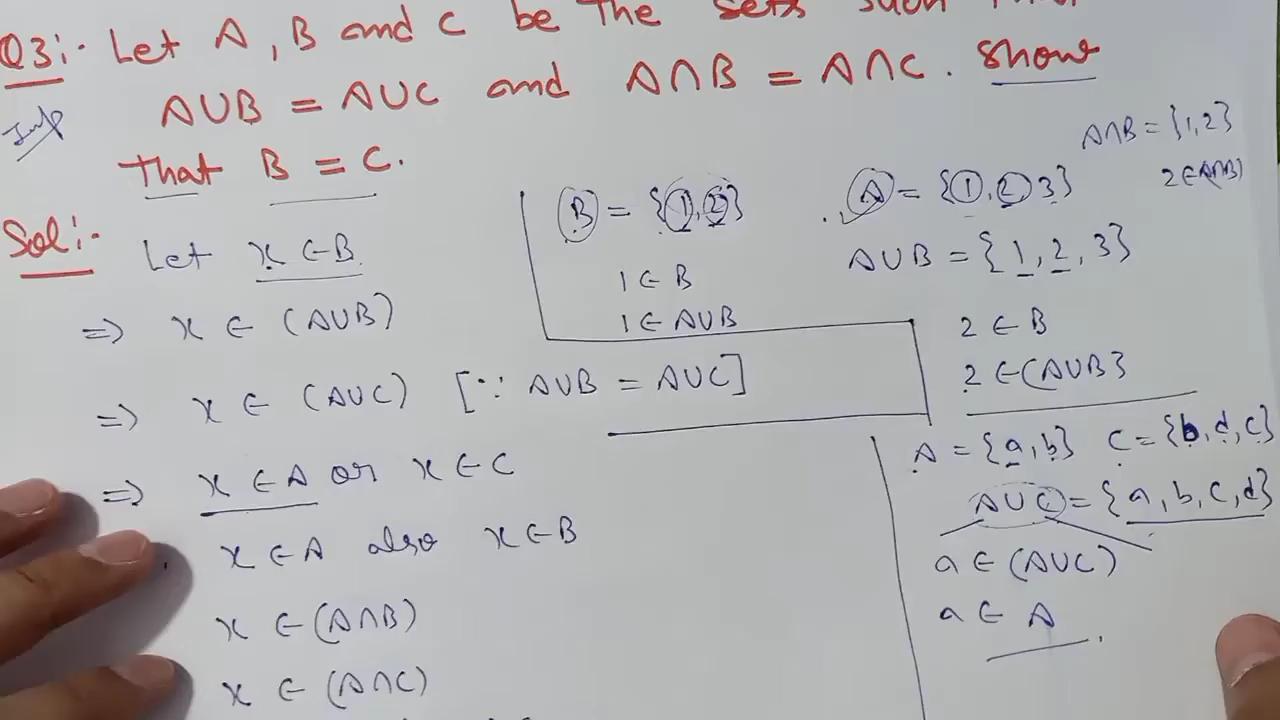 Q3:- Let A, B and C be the sets such that
A∪B = A∪C and A∩B = A∩C. Show
Imp
that B = C.
A∩B = {1,2}
2∈(A∩B)
Sol:-
Let x ∈ B
⇒ x ∈ (A∪B)
⇒ x ∈ (A∪C) [∵ A∪B = A∪C]
⇒ x ∈ A or x ∈ C
x ∈ A also x ∈ B
x ∈ (A∩B)
x ∈ (A∩C)
B = {1,2}
1 ∈ B
1 ∈ A∪B
A = {1,2,3}
A∪B = {1,2,3}
2 ∈ B
2 ∈ (A∪B}
A = {a,b} C = {b,d,c}
A∪C = {a,b,c,d}
a ∈ (A∪C)
a ∈ A